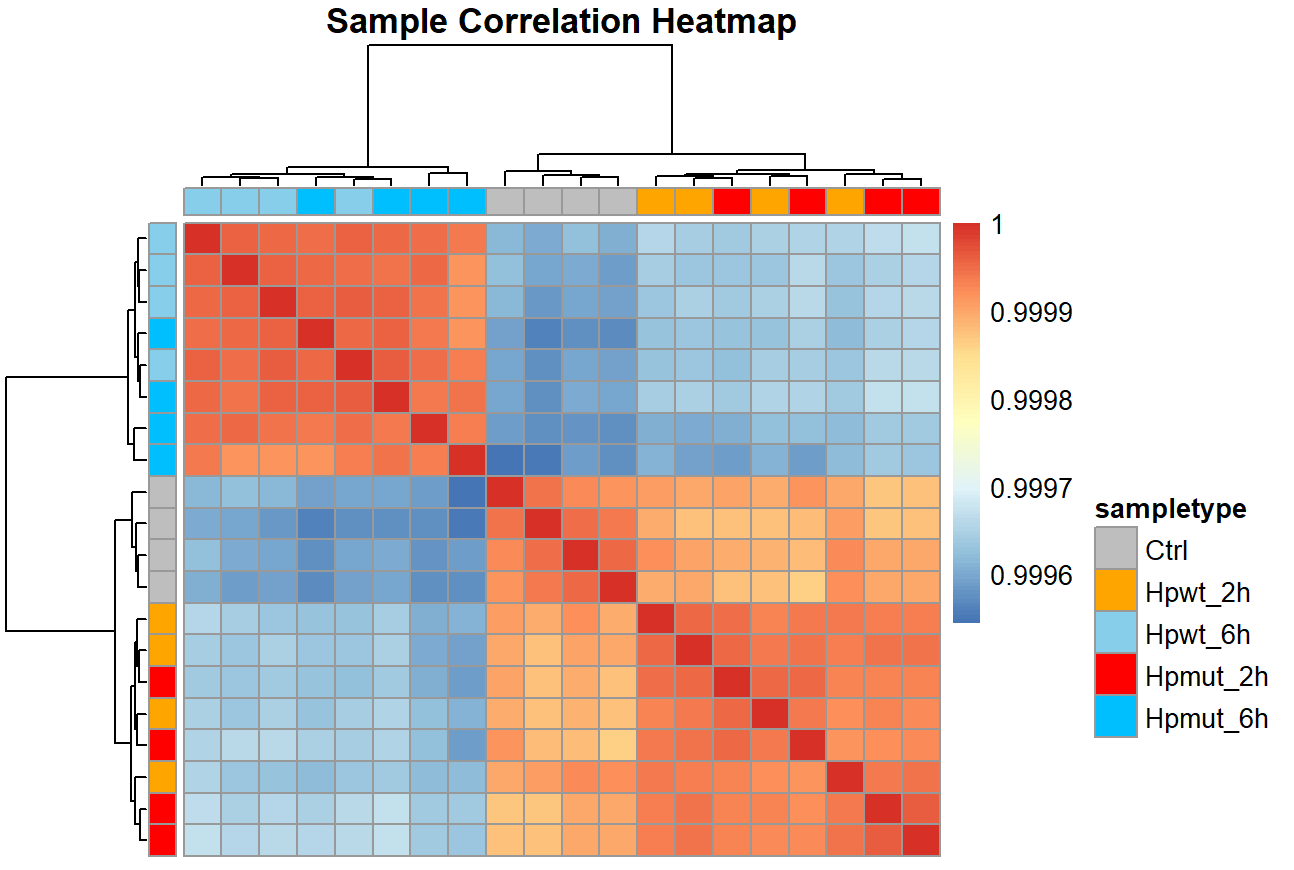 Sample Correlation Heatmap
1
0.9999
0.9998
0.9997
0.9996
sampletype
Ctrl
Hpwt_2h
Hpwt_6h
Hpmut_2h
Hpmut_6h